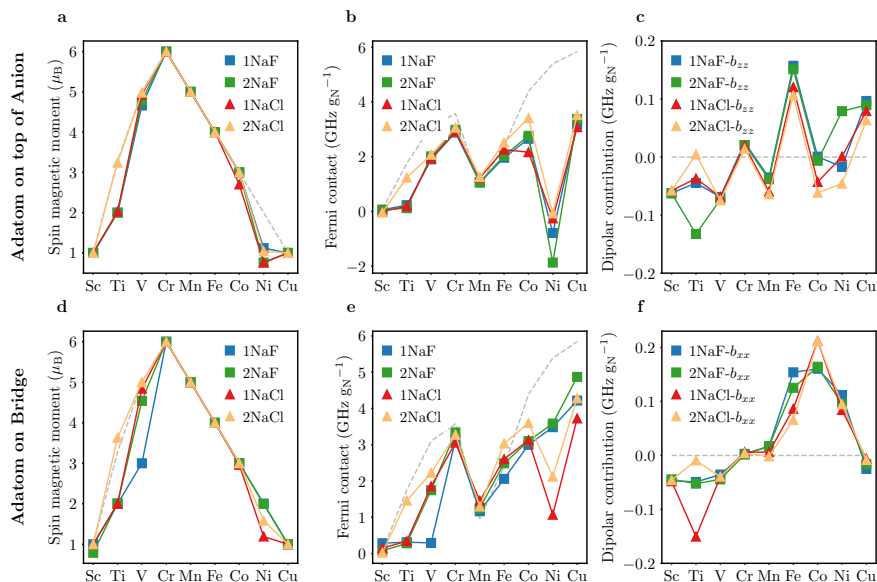 a
b
c
Adatom on top of Anion
Spin magnetic moment (μB)
6
5
4
3
2
1
1NaF
2NaF
1NaCl
2NaCl
Sc Ti V Cr Mn Fe Co Ni Cu
Fermi contact (GHz gN⁻¹)
6
4
2
0
−2
1NaF
2NaF
1NaCl
2NaCl
Sc Ti V Cr Mn Fe Co Ni Cu
Dipolar contribution (GHz gN⁻¹)
0.2
0.1
0.0
−0.1
−0.2
1NaF-bzz
2NaF-bzz
1NaCl-bzz
2NaCl-bzz
Sc Ti V Cr Mn Fe Co Ni Cu
d
e
f
Adatom on Bridge
Spin magnetic moment (μB)
6
5
4
3
2
1
1NaF
2NaF
1NaCl
2NaCl
Sc Ti V Cr Mn Fe Co Ni Cu
Fermi contact (GHz gN⁻¹)
6
5
4
3
2
1
0
1NaF
2NaF
1NaCl
2NaCl
Sc Ti V Cr Mn Fe Co Ni Cu
Dipolar contribution (GHz gN⁻¹)
0.2
0.1
0.0
−0.1
−0.2
1NaF-bxx
2NaF-bxx
1NaCl-bxx
2NaCl-bxx
Sc Ti V Cr Mn Fe Co Ni Cu